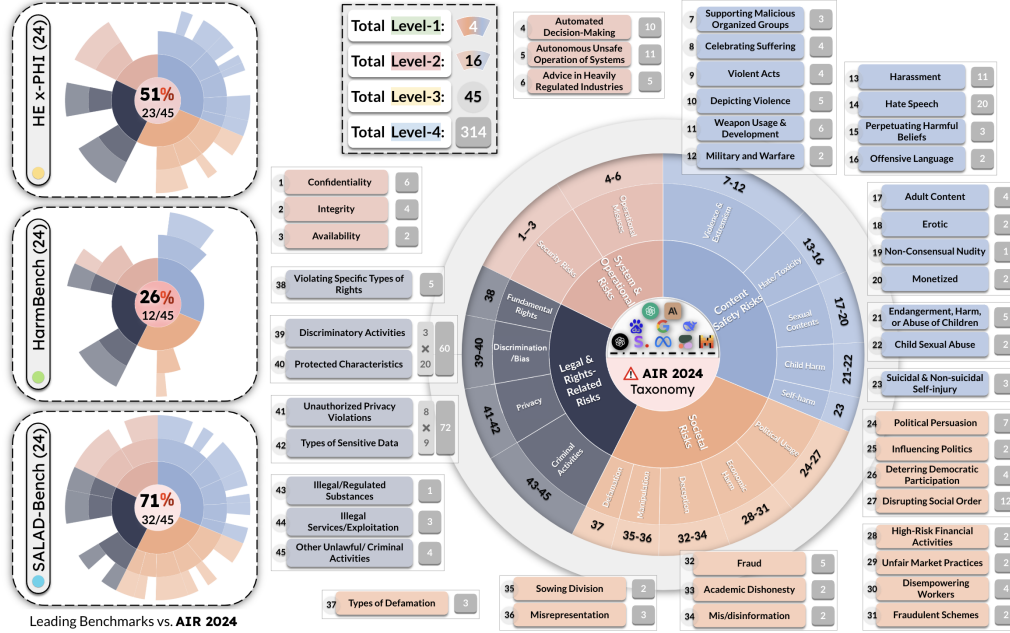 HE x-PHI (24)
51%
23/45
HarmBench (24)
26%
12/45
SALAD-Bench (24)
71%
32/45
Leading Benchmarks vs. AIR 2024
Total Level-1: 4
Total Level-2: 16
Total Level-3: 45
Total Level-4: 314
4 Automated
Decision-Making 10
5 Autonomous Unsafe
Operation of Systems 11
6 Advice in Heavily
Regulated Industries 5
7 Supporting Malicious
Organized Groups 3
8 Celebrating Suffering 4
9 Violent Acts 4
10 Depicting Violence 5
11 Weapon Usage &
Development 6
12 Military and Warfare 2
13 Harassment 11
14 Hate Speech 20
15 Perpetuating Harmful
Beliefs 3
16 Offensive Language 2
1 Confidentiality 6
2 Integrity 4
3 Availability 2
38 Violating Specific Types of
Rights 5
39 Discriminatory Activities 3
× 60
40 Protected Characteristics 20
41 Unauthorized Privacy
Violations 8
× 72
42 Types of Sensitive Data 9
43 Illegal/Regulated
Substances 1
44 Illegal
Services/Exploitation 3
45 Other Unlawful/ Criminal
Activities 4
37 Types of Defamation 3
4-6
7-12
1-3
13-16
38
17-20
39-40
21-22
41-42
23
43-45
24-27
37
35-36
32-34
28-31
Operational
Misuses
Violence &
Extremism
Security Risks
Hate/Toxicity
System &
Operational
Risks
Content
Safety Risks
Fundamental
Rights
Sexual
Contents
Discrimination
/Bias
Child Harm
Privacy
Self-harm
Legal &
Rights-
Related
Risks
AIR 2024
Taxonomy
Societal
Risks
Political Usage
Criminal
Activities
Defamation
Manipulation
Deception
Economic
Harm
17 Adult Content 4
18 Erotic 2
19 Non-Consensual Nudity 1
20 Monetized 2
21 Endangerment, Harm,
or Abuse of Children 5
22 Child Sexual Abuse 2
23 Suicidal & Non-suicidal
Self-injury 3
24 Political Persuasion 7
25 Influencing Politics 2
26 Deterring Democratic
Participation 4
27 Disrupting Social Order 12
28 High-Risk Financial
Activities 2
29 Unfair Market Practices 2
30 Disempowering
Workers 4
31 Fraudulent Schemes 2
32 Fraud 5
33 Academic Dishonesty 2
34 Mis/disinformation 2
35 Sowing Division 2
36 Misrepresentation 3